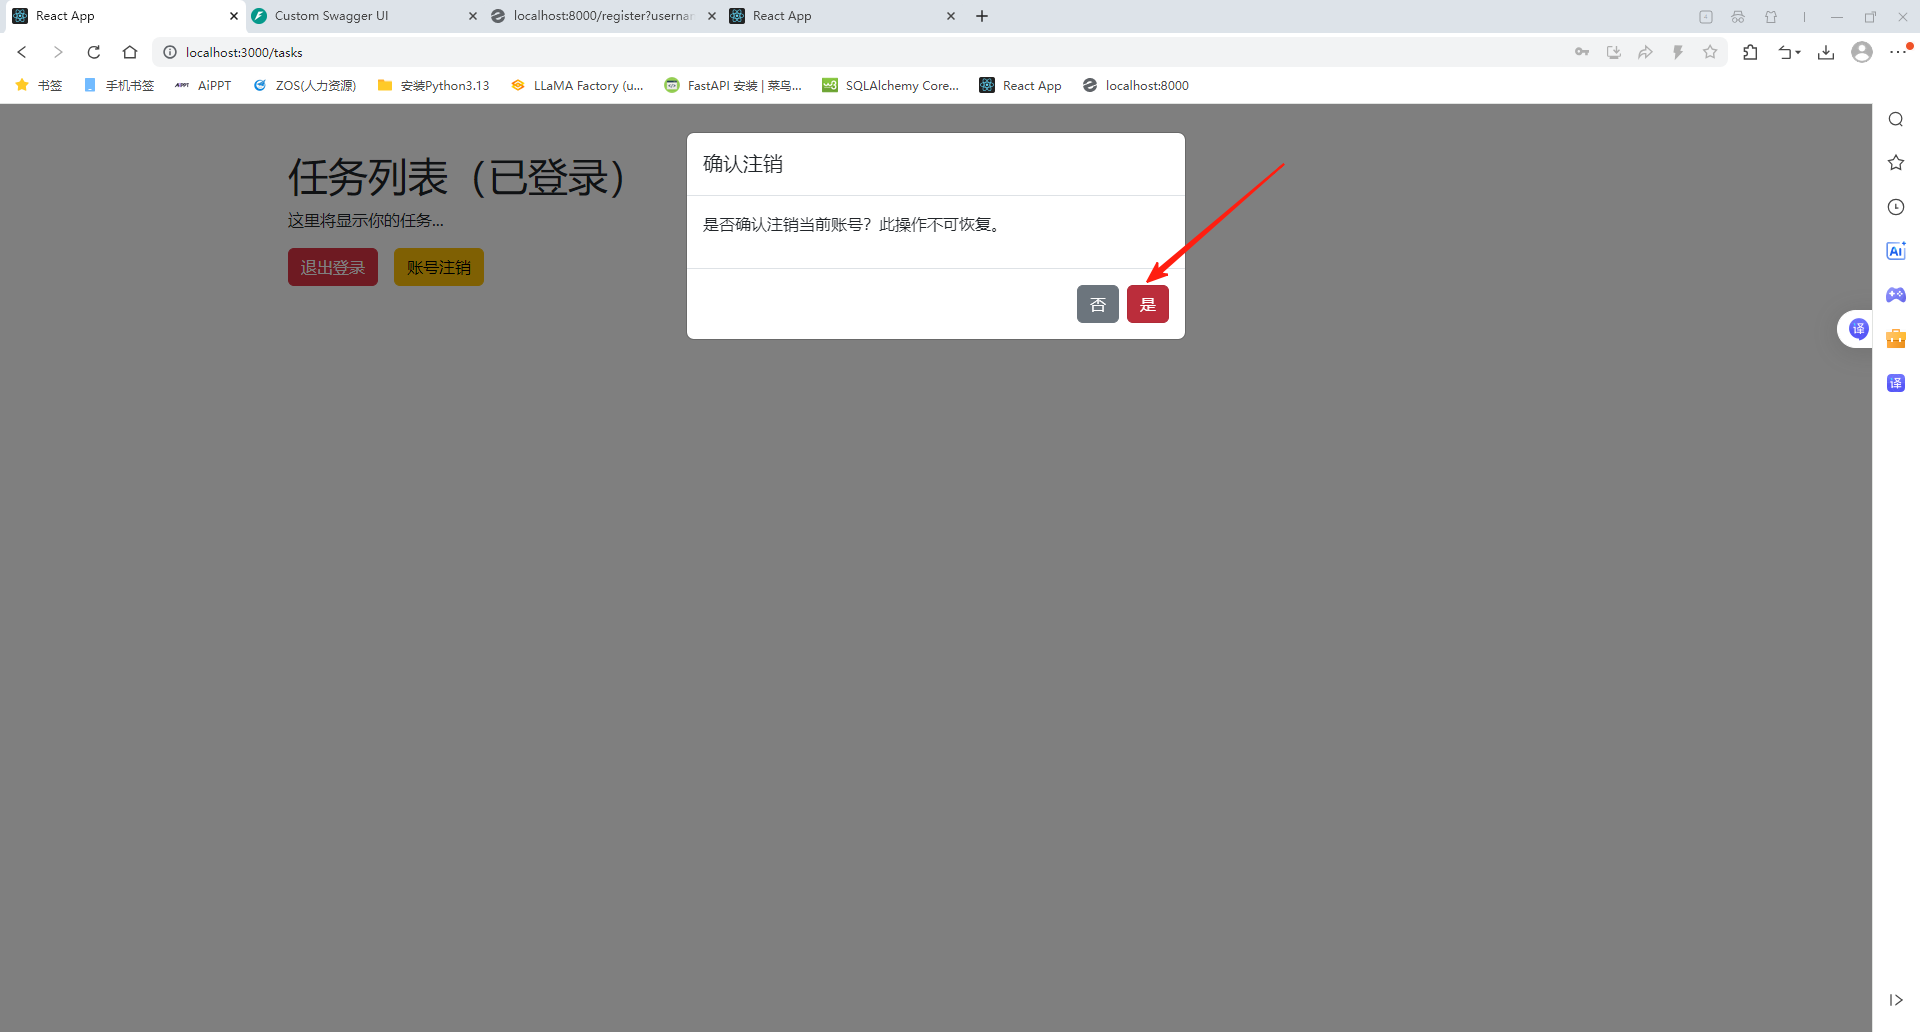 React App
Custom Swagger UI
localhost:8000/register?usernar
React App
localhost:3000/tasks
书签
手机书签
AiPPT
AiPPT
ZOS(人力资源)
安装Python3.13
LLaMA Factory (u...
FastAPI 安装 | 菜鸟...
SQLAlchemy Core...
React App
localhost:8000
任务列表（已登录）
这里将显示你的任务...
退出登录
账号注销
确认注销
是否确认注销当前账号？此操作不可恢复。
否
是
Ai
译
译